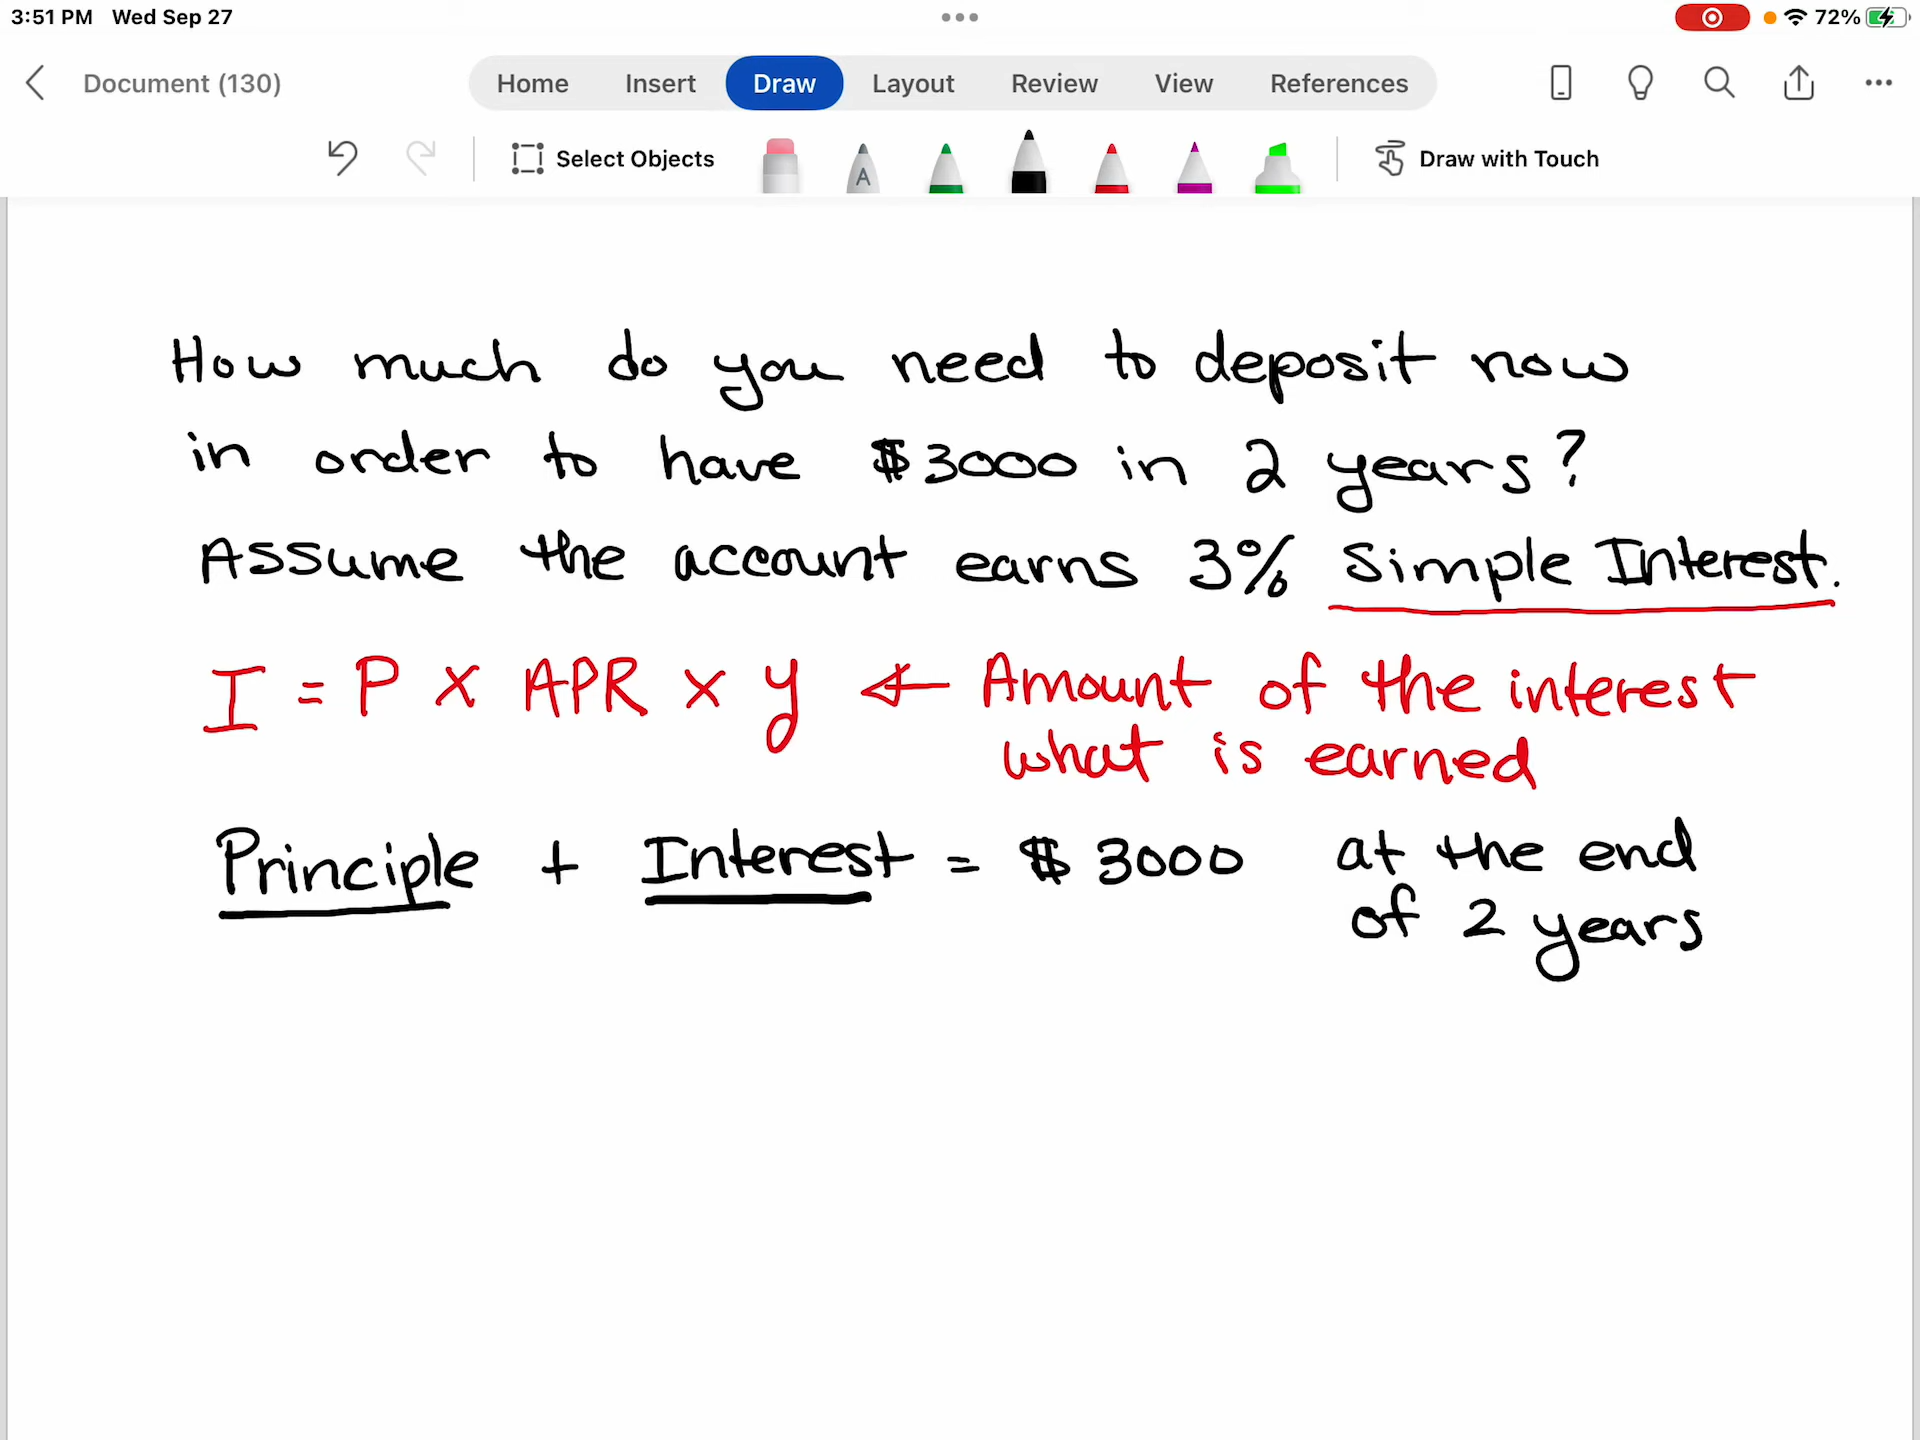 3:51 PM Wed Sep 27
72%
Document (130)
Home Insert Draw Layout Review View References
Select Objects
A
Draw with Touch
How much do you need to deposit now
in order to have $3000 in 2 years?
Assume the account earns 3% Simple Interest.
I = P x APR x y ← Amount of the interest
what is earned
Principle + Interest = $ 3000 at the end
of 2 years